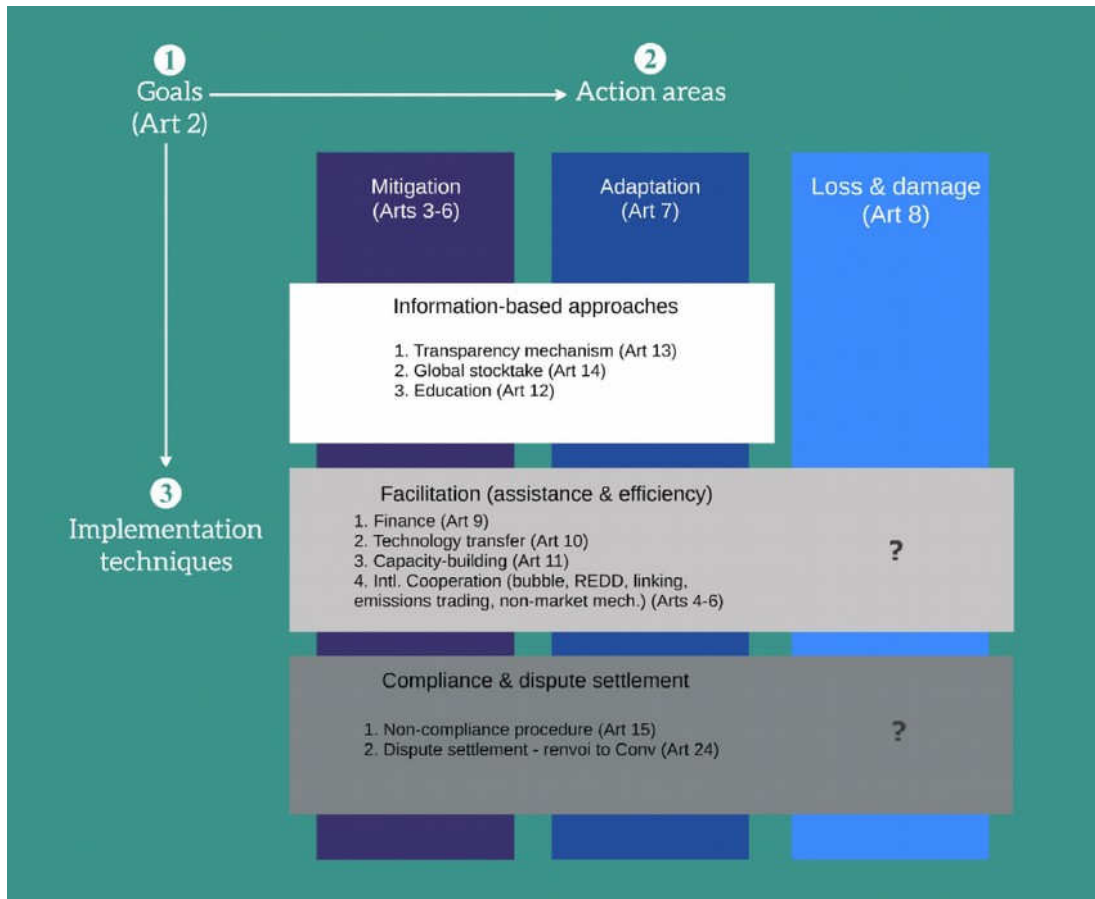 1
Goals
(Art 2)
2
Action areas
Mitigation
(Arts 3-6)
Adaptation
(Art 7)
Loss & damage
(Art 8)
Information-based approaches
1. Transparency mechanism (Art 13)
2. Global stocktake (Art 14)
3. Education (Art 12)
3
Implementation
techniques
Facilitation (assistance & efficiency)
1. Finance (Art 9)
2. Technology transfer (Art 10)
3. Capacity-building (Art 11)
4. Intl. Cooperation (bubble, REDD, linking,
emissions trading, non-market mech.) (Arts 4-6)
?
Compliance & dispute settlement
1. Non-compliance procedure (Art 15)
2. Dispute settlement - renvoi to Conv (Art 24)
?